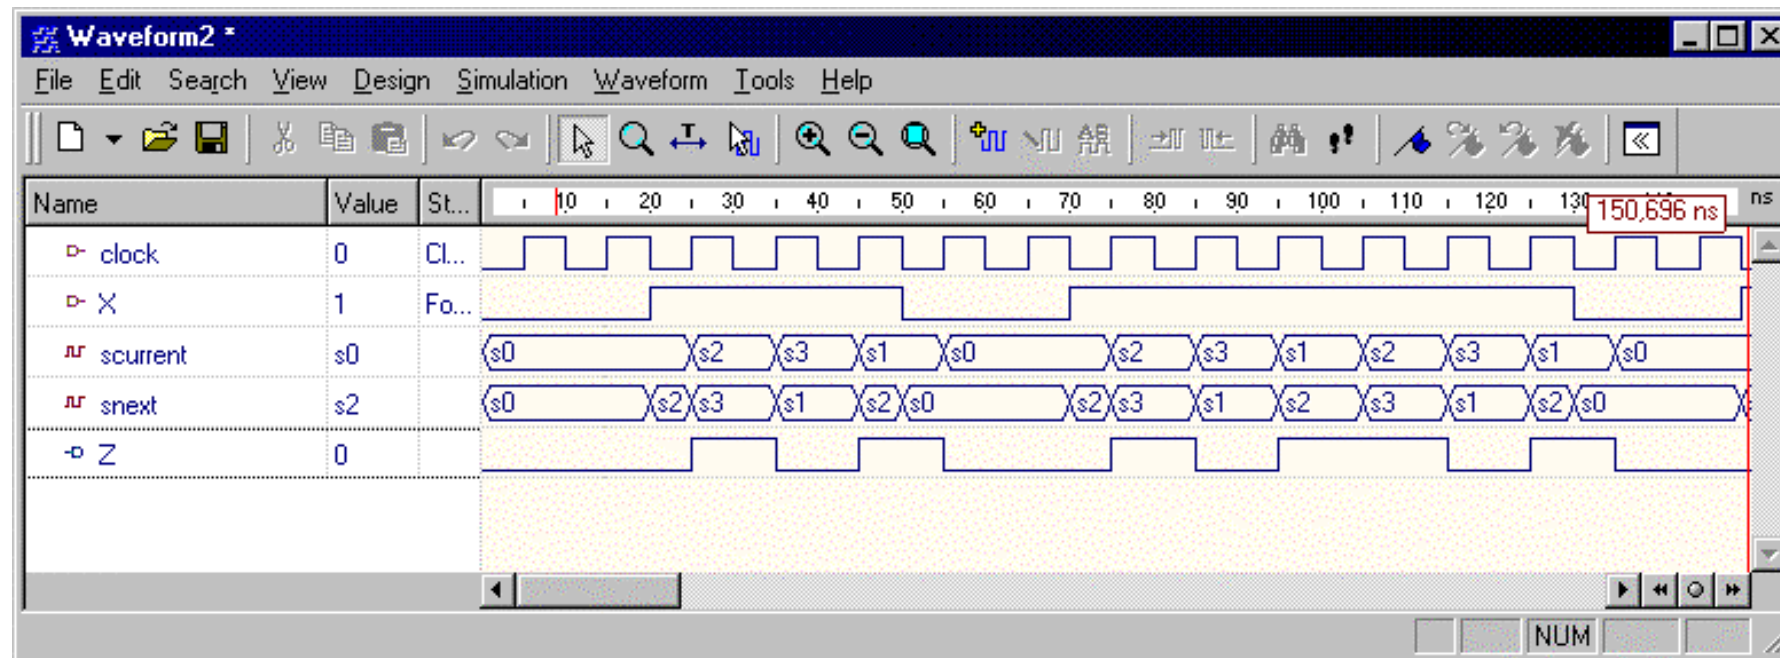 Waveform2 *
File Edit Search View Design Simulation Waveform Tools Help
Name Value St... 10 20 30 40 50 60 70 80 90 100 110 120 150,696 ns ns
clock 0 Cl...
X 1 Fo...
scurrent s0 s0 s2 s3 s1 s0 s2 s3 s1 s2 s3 s1 s0
snext s2 s0 s2 s3 s1 s2 s0 s2 s3 s1 s2 s3 s1 s2 s0
Z 0
NUM